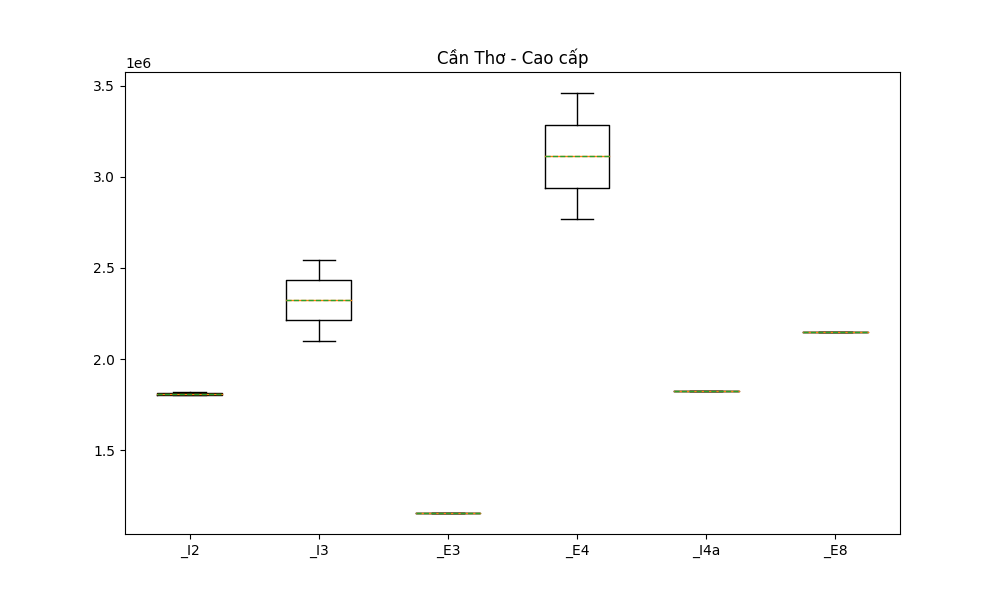 Cần Thơ - Cao cấp
1e6
3.5
3.0
2.5
2.0
1.5
_I2 _I3 _E3 _E4 _I4a _E8